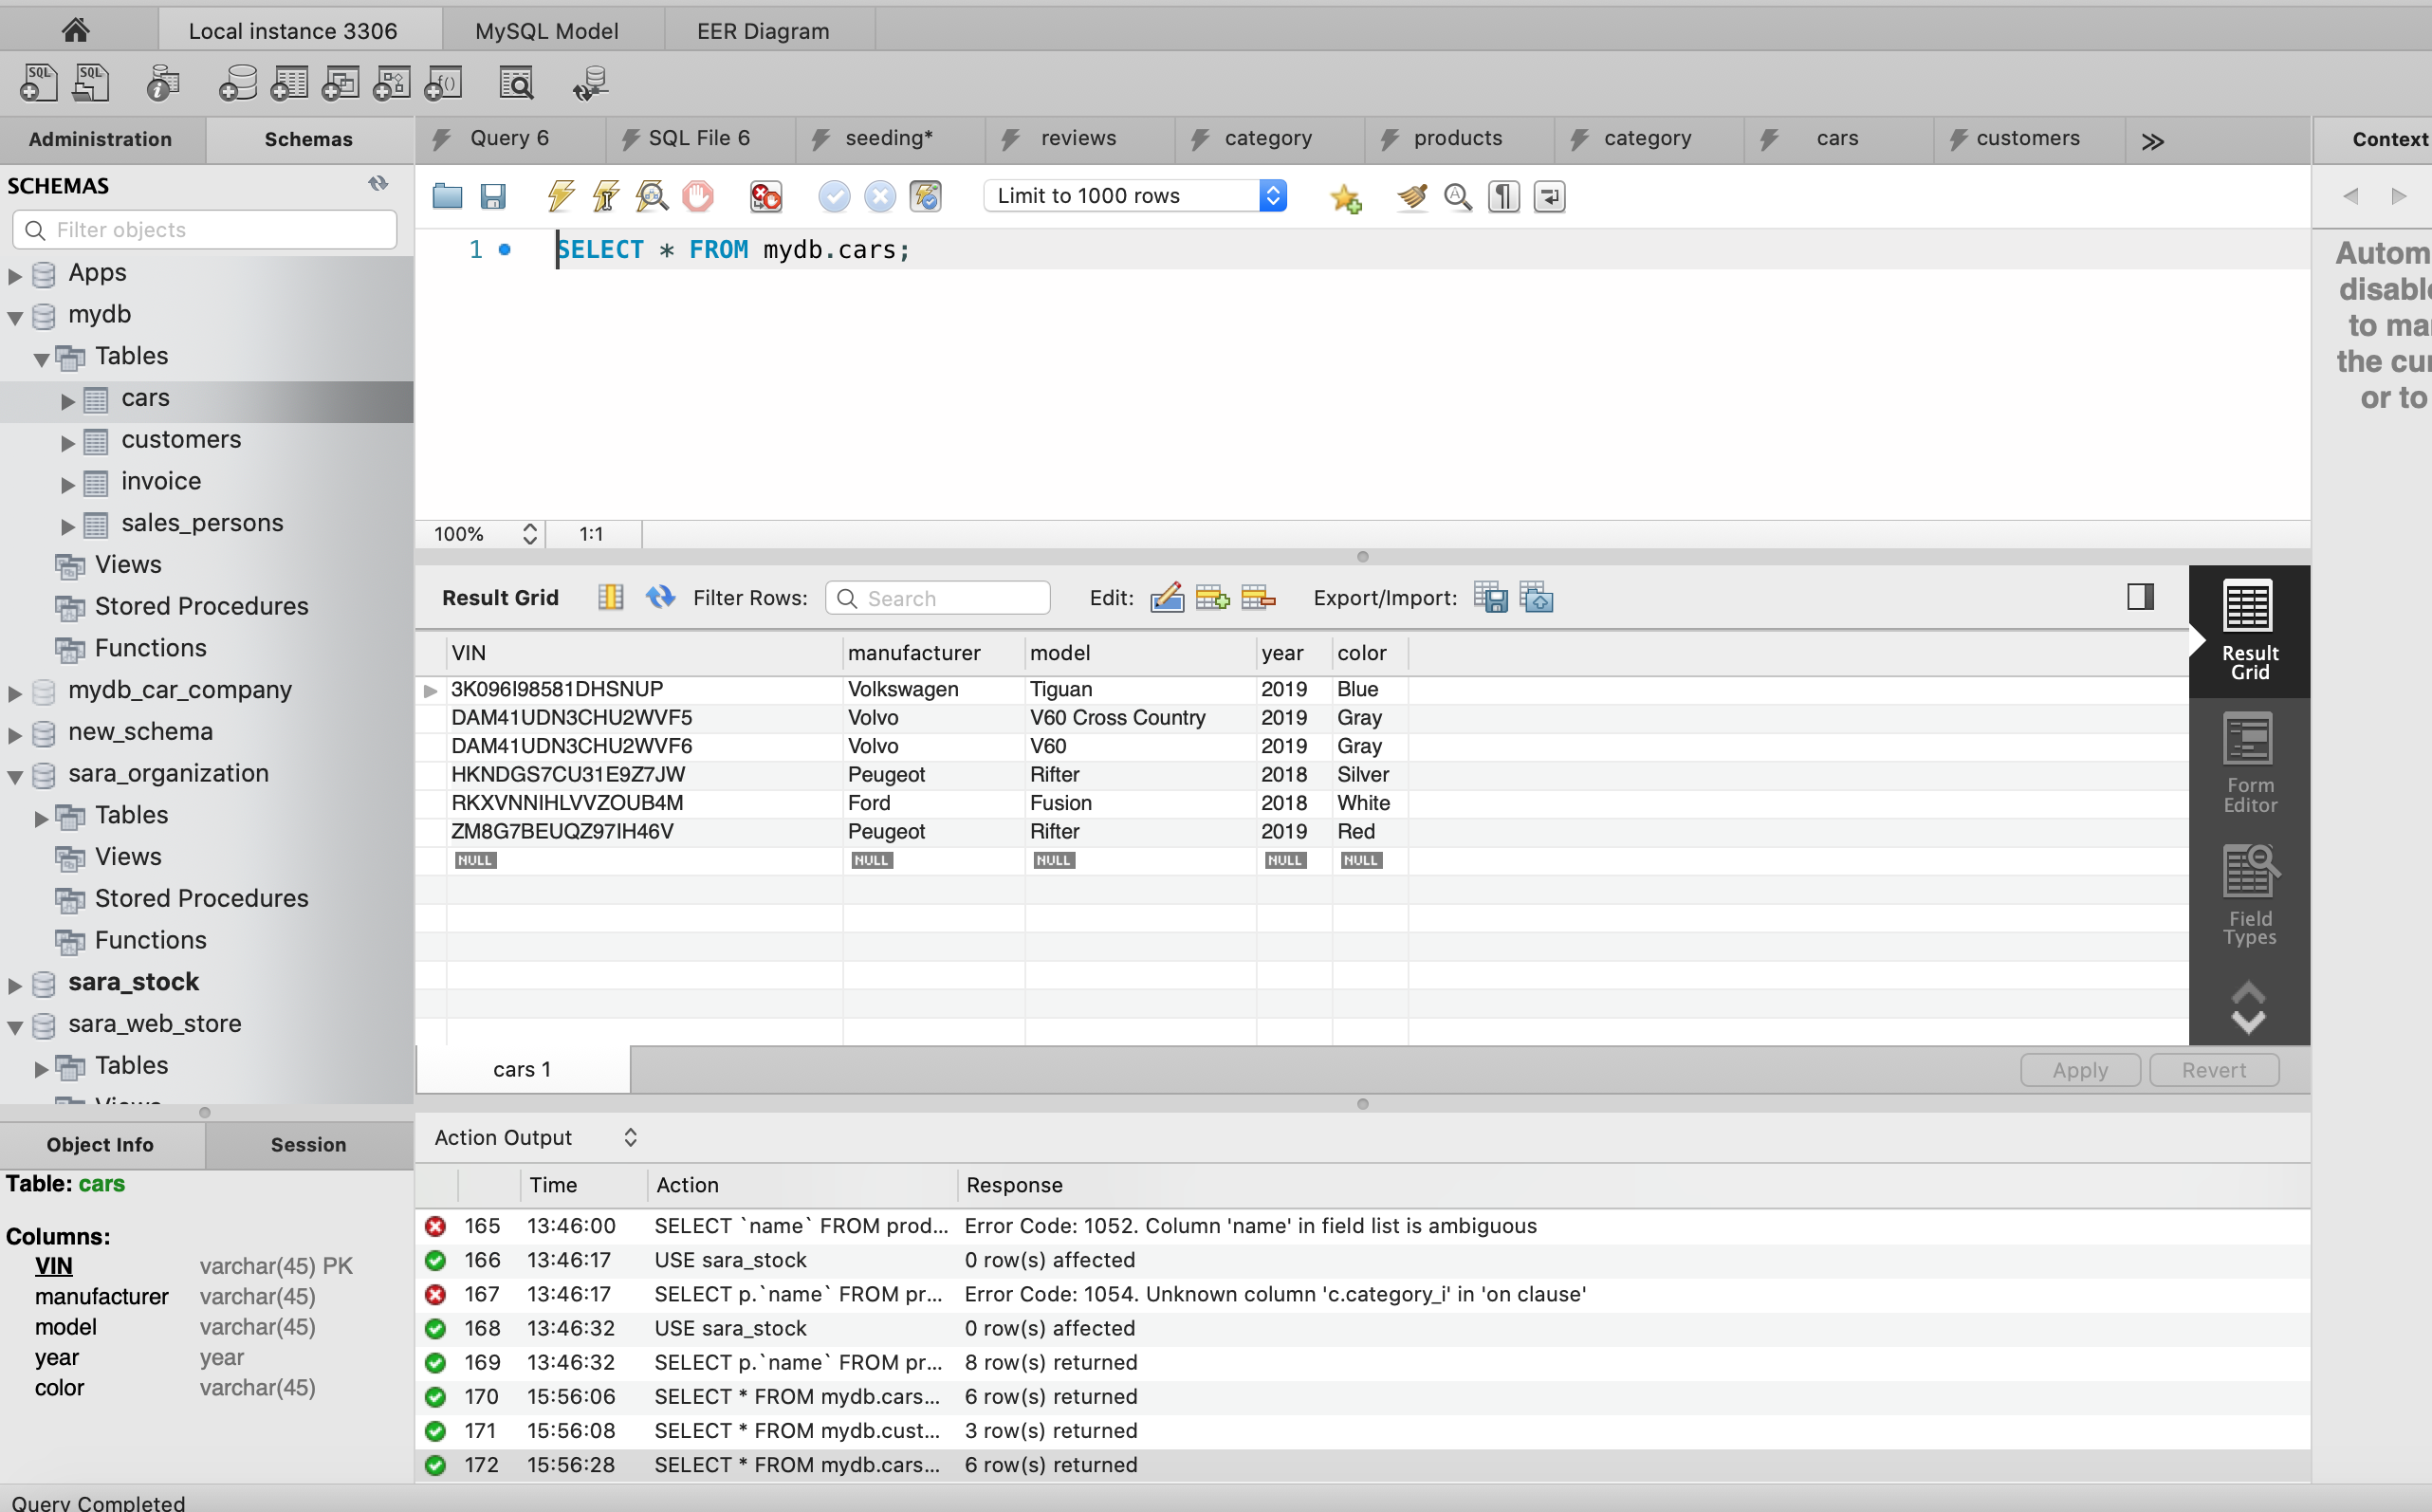 Local instance 3306 MySQL Model EER Diagram
Administration Schemas
Query 6 SQL File 6 seeding* reviews category products category cars customers
Context
SCHEMAS
Filter objects
Limit to 1000 rows
1 SELECT * FROM mydb.cars;
Autom
disable
to ma
the cur
or to
Apps
mydb
Tables
cars
customers
invoice
sales_persons
Views
Stored Procedures
Functions
mydb_car_company
new_schema
sara_organization
Tables
Views
Stored Procedures
Functions
sara_stock
sara_web_store
Tables
Views
100% 1:1
Result Grid Filter Rows: Search Edit: Export/Import:
VIN manufacturer model year color
3K096I98581DHSNUP Volkswagen Tiguan 2019 Blue
DAM41UDN3CHU2WVF5 Volvo V60 Cross Country 2019 Gray
DAM41UDN3CHU2WVF6 Volvo V60 2019 Gray
HKNDGS7CU31E9Z7JW Peugeot Rifter 2018 Silver
RKXVNNIHLVVZOUB4M Ford Fusion 2018 White
ZM8G7BEUQZ97IH46V Peugeot Rifter 2019 Red
NULL NULL NULL NULL NULL
Result
Grid
Form
Editor
Field
Types
cars 1
Apply Revert
Object Info Session
Table: cars
Columns:
VIN varchar(45) PK
manufacturer varchar(45)
model varchar(45)
year year
color varchar(45)
Action Output
Time Action Response
165 13:46:00 SELECT `name` FROM prod... Error Code: 1052. Column 'name' in field list is ambiguous
166 13:46:17 USE sara_stock 0 row(s) affected
167 13:46:17 SELECT p.`name` FROM pr... Error Code: 1054. Unknown column 'c.category_i' in 'on clause'
168 13:46:32 USE sara_stock 0 row(s) affected
169 13:46:32 SELECT p.`name` FROM pr... 8 row(s) returned
170 15:56:06 SELECT * FROM mydb.cars... 6 row(s) returned
171 15:56:08 SELECT * FROM mydb.cust... 3 row(s) returned
172 15:56:28 SELECT * FROM mydb.cars... 6 row(s) returned
Query Completed